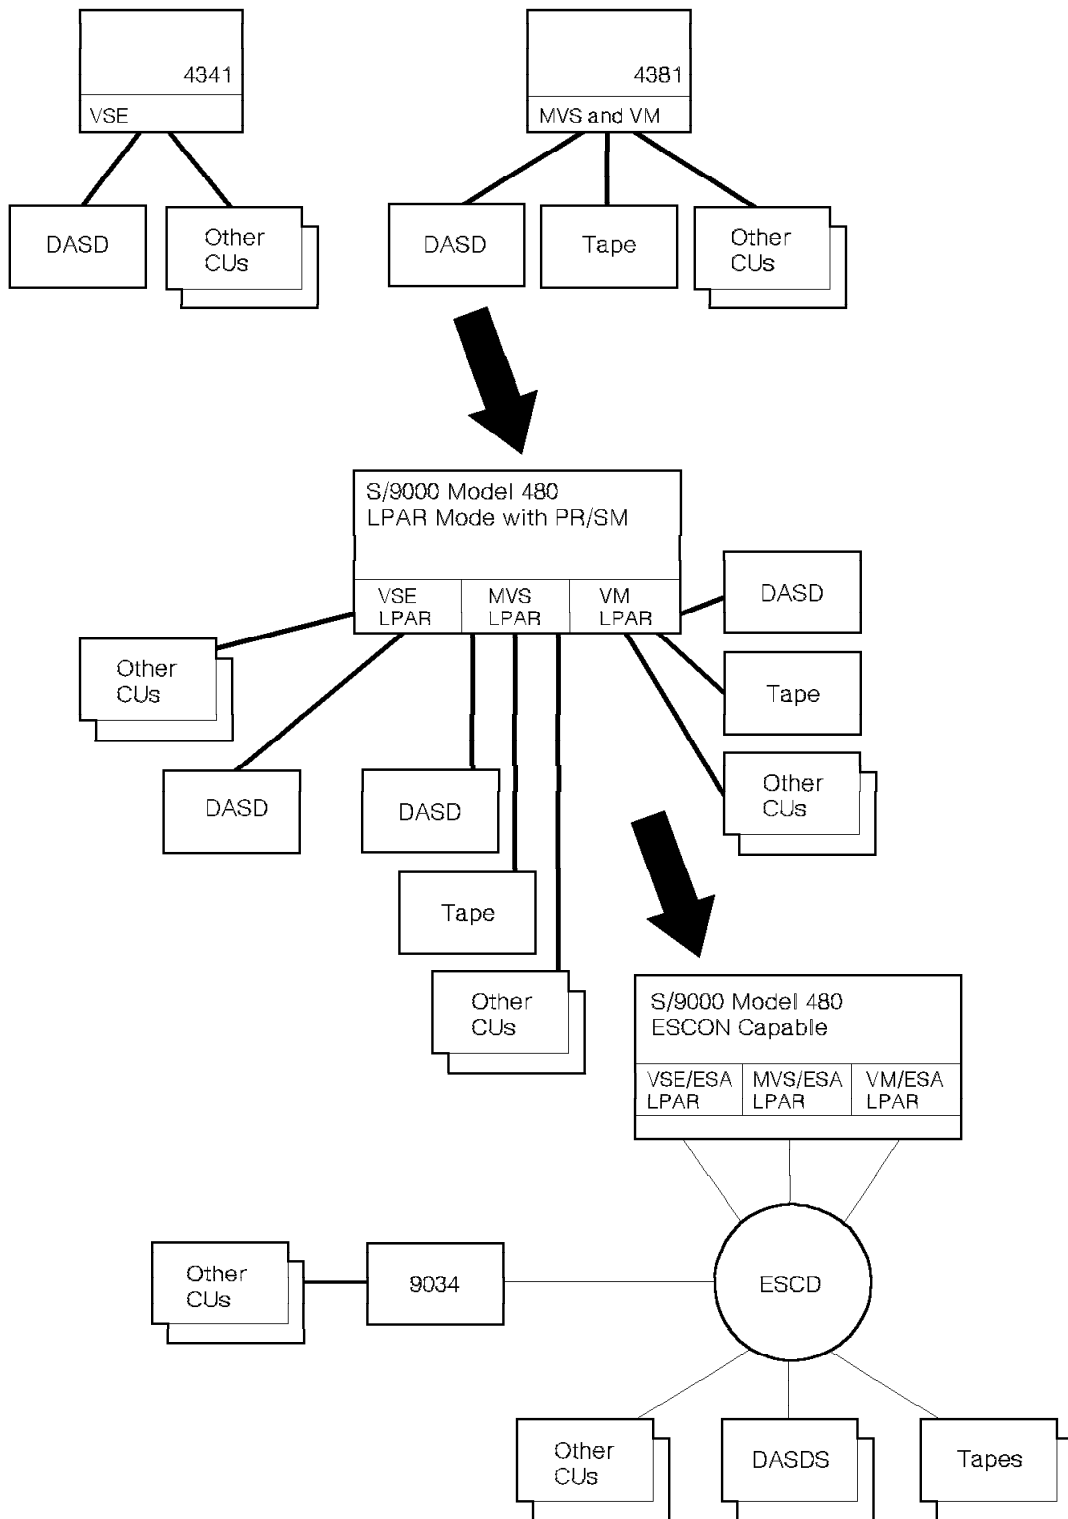 4341
VSE
4381
MVS and VM
DASD
Other
CUs
DASD
Tape
Other
CUs
S/9000 Model 480
LPAR Mode with PR/SM
VSE
LPAR
MVS
LPAR
VM
LPAR
DASD
Other
CUs
Tape
DASD
DASD
Other
CUs
Tape
Other
CUs
S/9000 Model 480
ESCON Capable
VSE/ESA
LPAR
MVS/ESA
LPAR
VM/ESA
LPAR
Other
CUs
9034
ESCD
Other
CUs
DASDS
Tapes